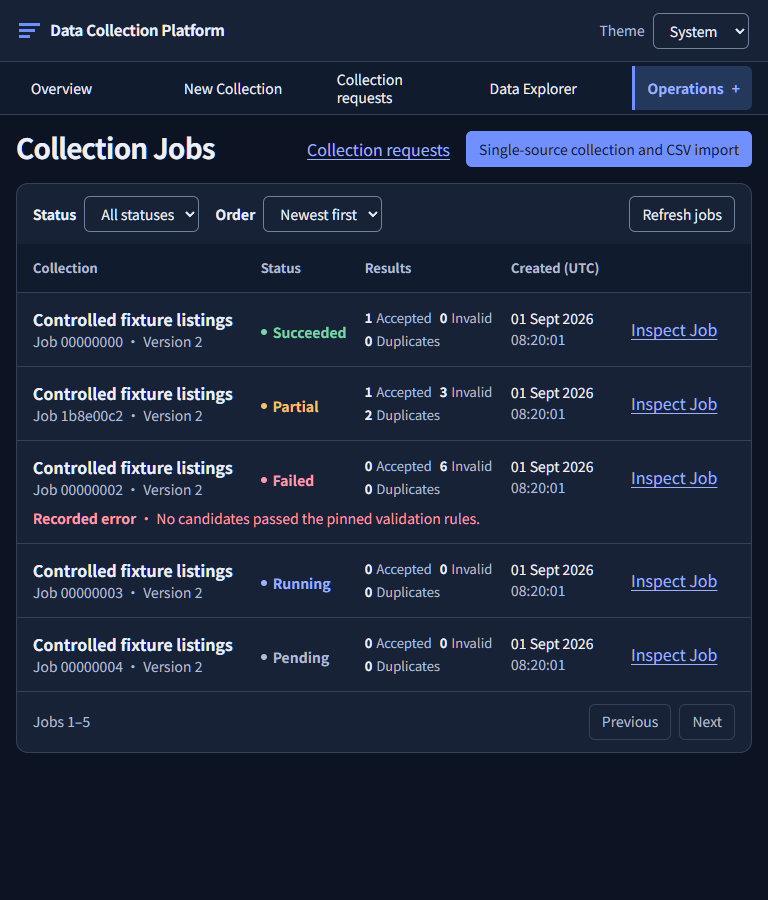 Data Collection Platform
Theme System
Overview
New Collection
Collection
requests
Data Explorer
Operations +
Collection Jobs
Collection requests
Single-source collection and CSV import
Status All statuses Order Newest first Refresh jobs
Collection Status Results Created (UTC)
Controlled fixture listings
Job 00000000 • Version 2
• Succeeded
1 Accepted 0 Invalid
0 Duplicates
01 Sept 2026
08:20:01
Inspect Job
Controlled fixture listings
Job 1b8e00c2 • Version 2
• Partial
1 Accepted 3 Invalid
2 Duplicates
01 Sept 2026
08:20:01
Inspect Job
Controlled fixture listings
Job 00000002 • Version 2
• Failed
0 Accepted 6 Invalid
0 Duplicates
01 Sept 2026
08:20:01
Inspect Job
Recorded error • No candidates passed the pinned validation rules.
Controlled fixture listings
Job 00000003 • Version 2
• Running
0 Accepted 0 Invalid
0 Duplicates
01 Sept 2026
08:20:01
Inspect Job
Controlled fixture listings
Job 00000004 • Version 2
• Pending
0 Accepted 0 Invalid
0 Duplicates
01 Sept 2026
08:20:01
Inspect Job
Jobs 1–5
Previous Next